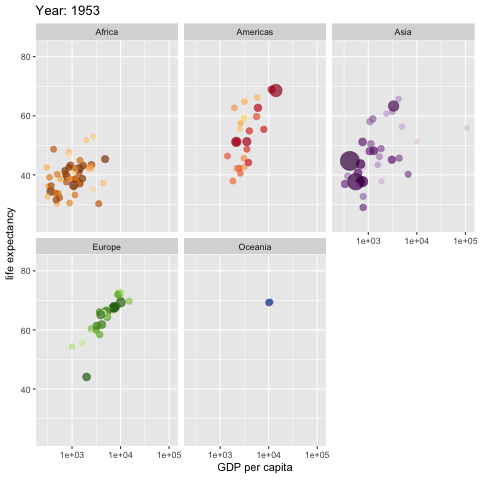 Year: 1953
Africa
Americas
Asia
80
60
40
1e+03 1e+04 1e+05
life expectancy
Europe
Oceania
80
60
40
1e+03 1e+04 1e+05
1e+03 1e+04 1e+05
GDP per capita